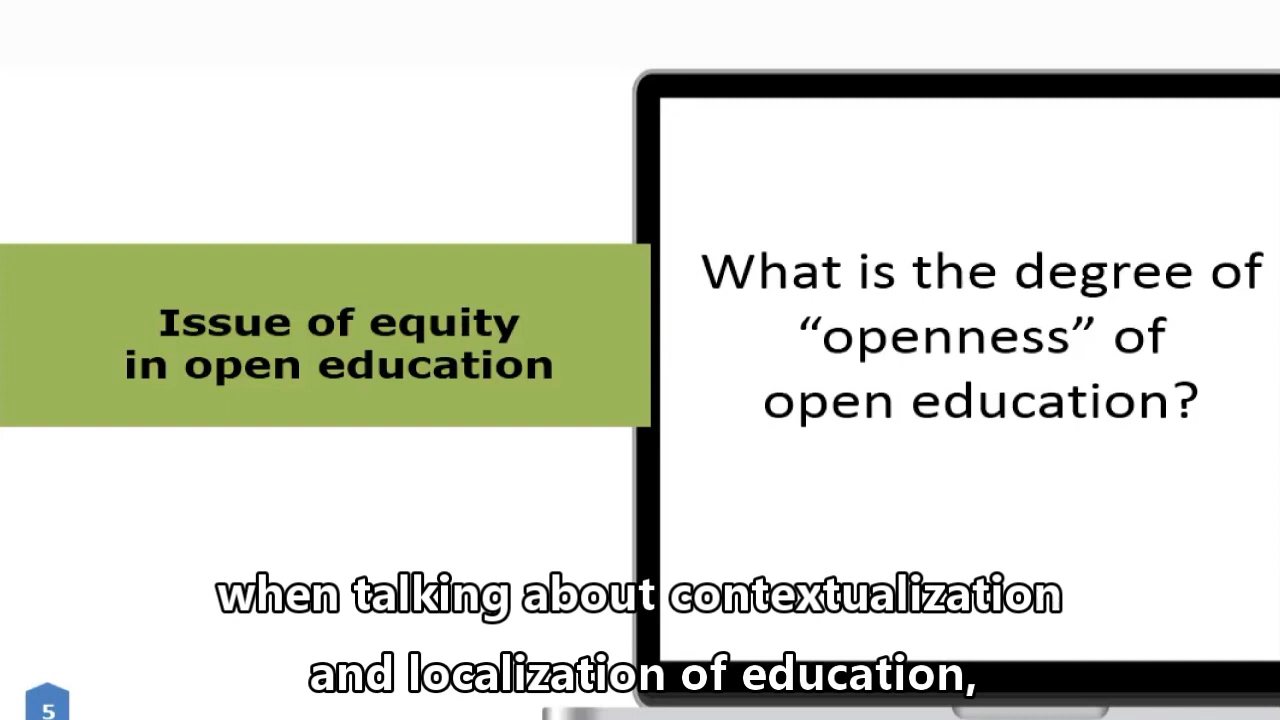 Issue of equity
in open education
What is the degree of
“openness” of
open education?
when talking about contextualization
and localization of education,
5